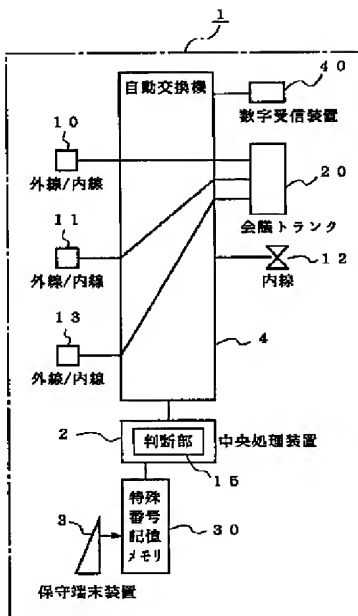 1
自動交換機
40
数字受信装置
10
外線/内線
20
会議トランク
11
外線/内線
12
内線
13
外線/内線
4
2
判断部
中央処理装置
15
特殊
番号
記憶
メモリ
30
3
保守端末装置